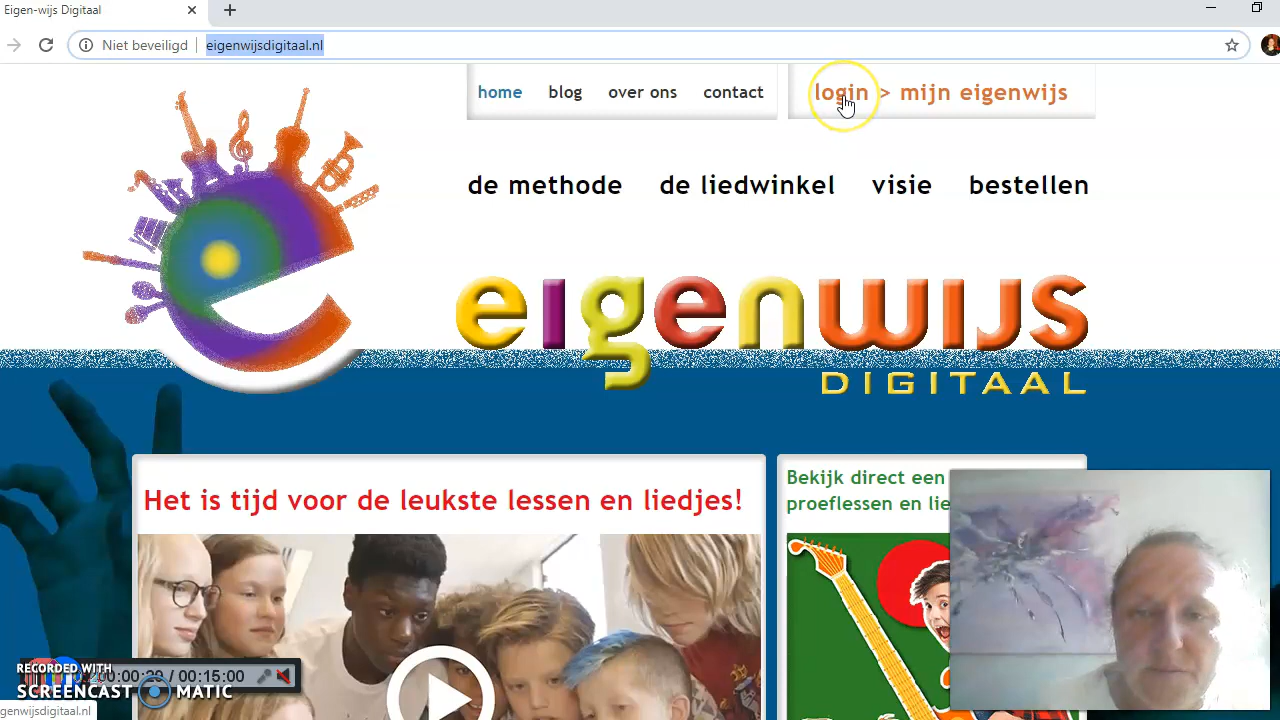 Eigen-wijs Digitaal
Niet beveiligd
eigenwijsdigitaal.nl
home blog over ons contact
login > mijn eigenwijs
de methode de liedwinkel visie bestellen
eigenwijs
DIGITAAL
Het is tijd voor de leukste lessen en liedjes!
Bekijk direct een
proeflessen en lie
RECORDED WITH
/ 00:15:00
SCREENCAST MATIC
genwijsdigitaal.nl